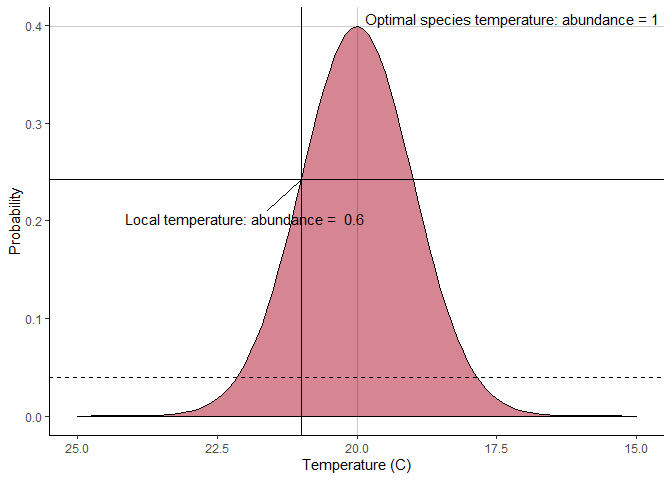 Optimal species temperature: abundance = 1
0.4
0.3
Local temperature: abundance =  0.6
0.2
0.1
0.0
Probability
25.0 22.5 20.0 17.5 15.0
Temperature (C)